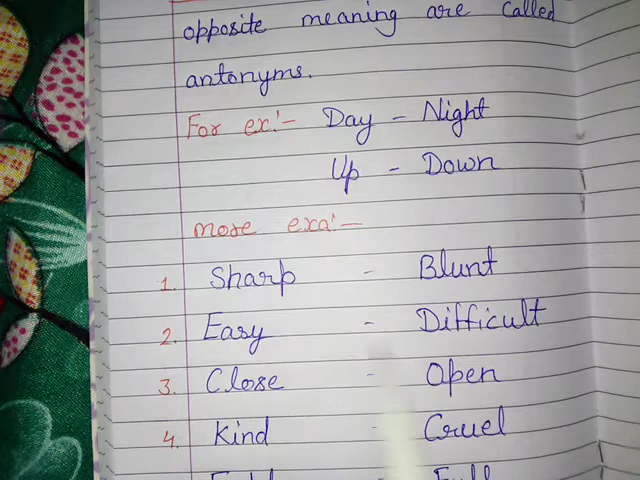 opposite meaning are called
antonyms.
For ex:- Day - Night
Up - Down
more exa:-
1. Sharp - Blunt
2. Easy - Difficult
3. Close - Open
4. Kind - Cruel